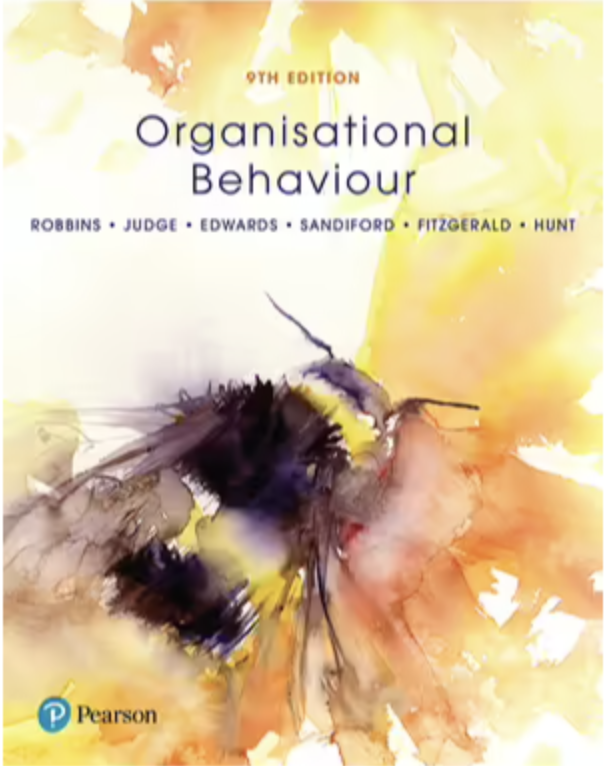 9TH EDITION
Organisational
Behaviour
ROBBINS • JUDGE • EDWARDS • SANDIFORD • FITZGERALD • HUNT
P Pearson